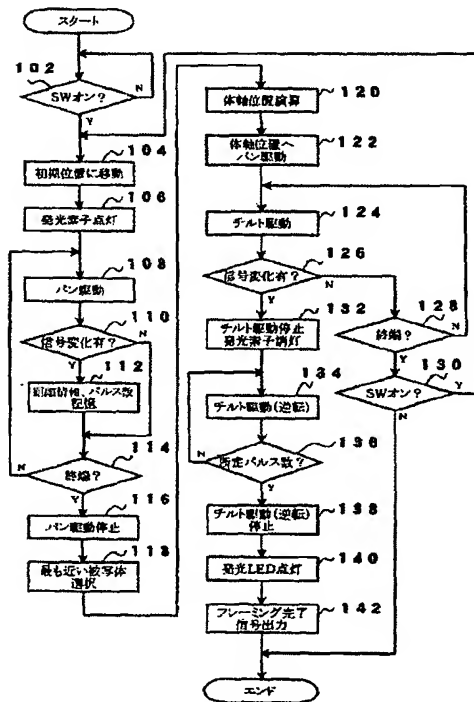 スタート
102
SWオン?
N
Y
104
初期位置に移動
106
発光素子点灯
108
パン駆動
110
信号変化有?
N
Y
112
距離情報、パルス数
記憶
114
終端?
N
Y
116
パン駆動停止
118
最も近い被写体
選択
120
体軸位置演算
122
体軸位置へ
パン駆動
124
チルト駆動
126
信号変化有?
N
Y
128
終端?
N
Y
130
SWオン?
Y
N
132
チルト駆動停止
発光素子消灯
134
チルト駆動(逆転)
136
所定パルス数?
N
Y
138
チルト駆動(逆転)
停止
140
発光LED点灯
142
フレーミング完了
信号出力
エンド